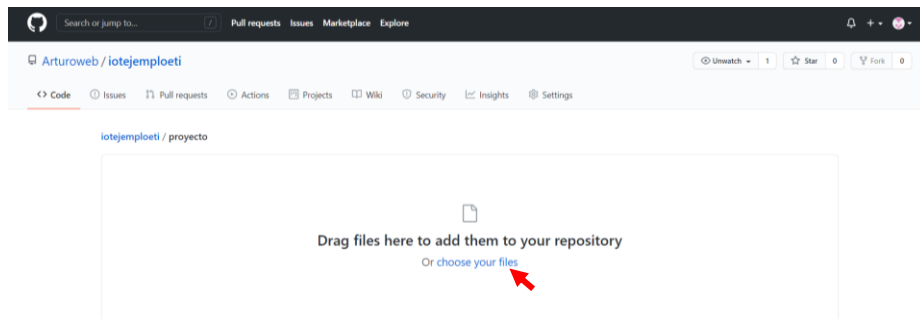 Search or jump to... / Pull requests Issues Marketplace Explore
Arturoweb / iotejemploeti Unwatch 1 Star 0 Fork 0
<> Code Issues Pull requests Actions Projects Wiki Security Insights Settings
iotejemploeti / proyecto
Drag files here to add them to your repository
Or choose your files